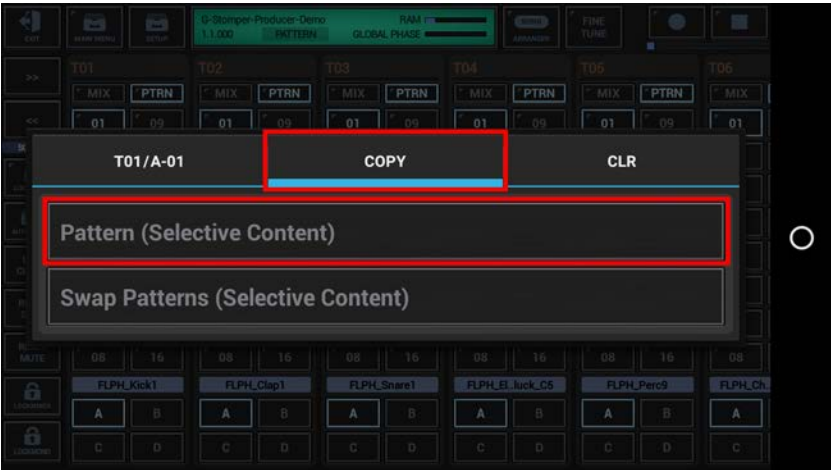 G-Stomper-Producer-Demo RAM
1.1.000 PATTERN GLOBAL PHASE
EXIT MAIN MENU SETUP SONG ARRANGER FINE TUNE
>> T01 T02 T03 T04 T05 T06
MIX PTRN MIX PTRN MIX PTRN MIX PTRN MIX PTRN MIX
<< 01 09 01 09 01 09 01 09 01 09 01
T01/A-01 COPY CLR
Pattern (Selective Content)
Swap Patterns (Selective Content)
MUTE 08 16 08 16 08 16 08 16 08 16 08
FLPH_Kick1 FLPH_Clap1 FLPH_Snare1 FLPH_El..luck_C5 FLPH_Perc9 FLPH_Ch..
A B A B A B A B A B A
C D C D C D C D C D C